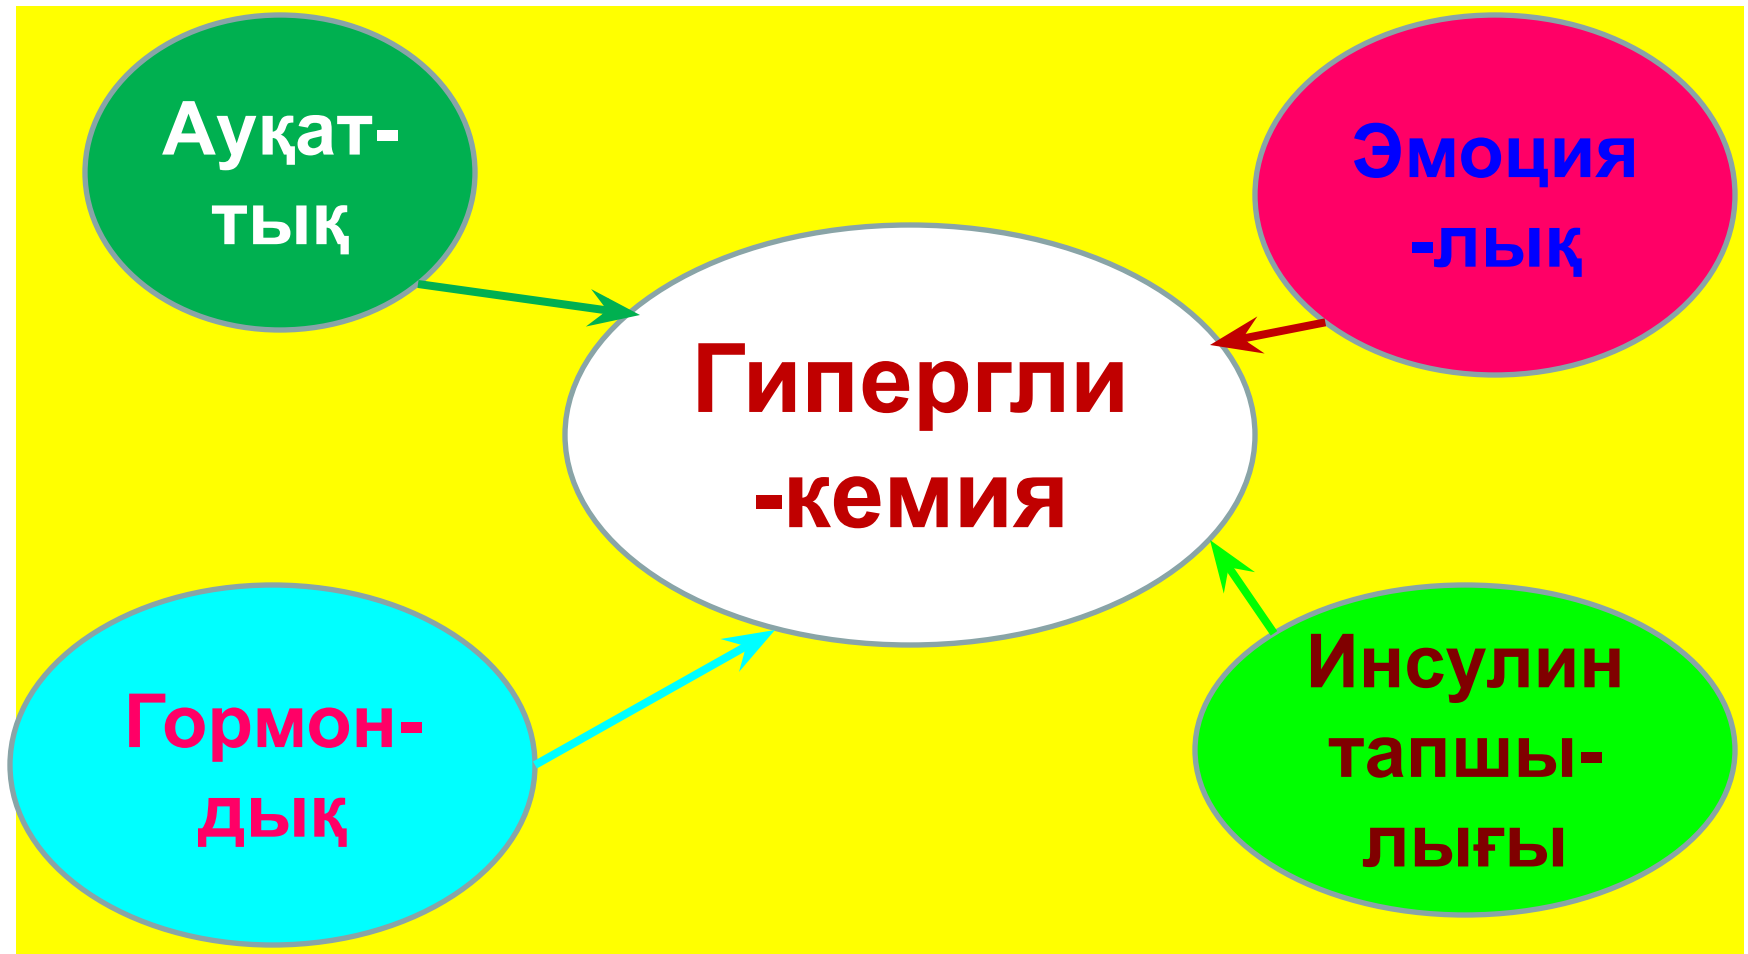 Ауқат-
тық
Эмоция
-лық
Гипергли
-кемия
Гормон-
дық
Инсулин
тапшы-
лығы